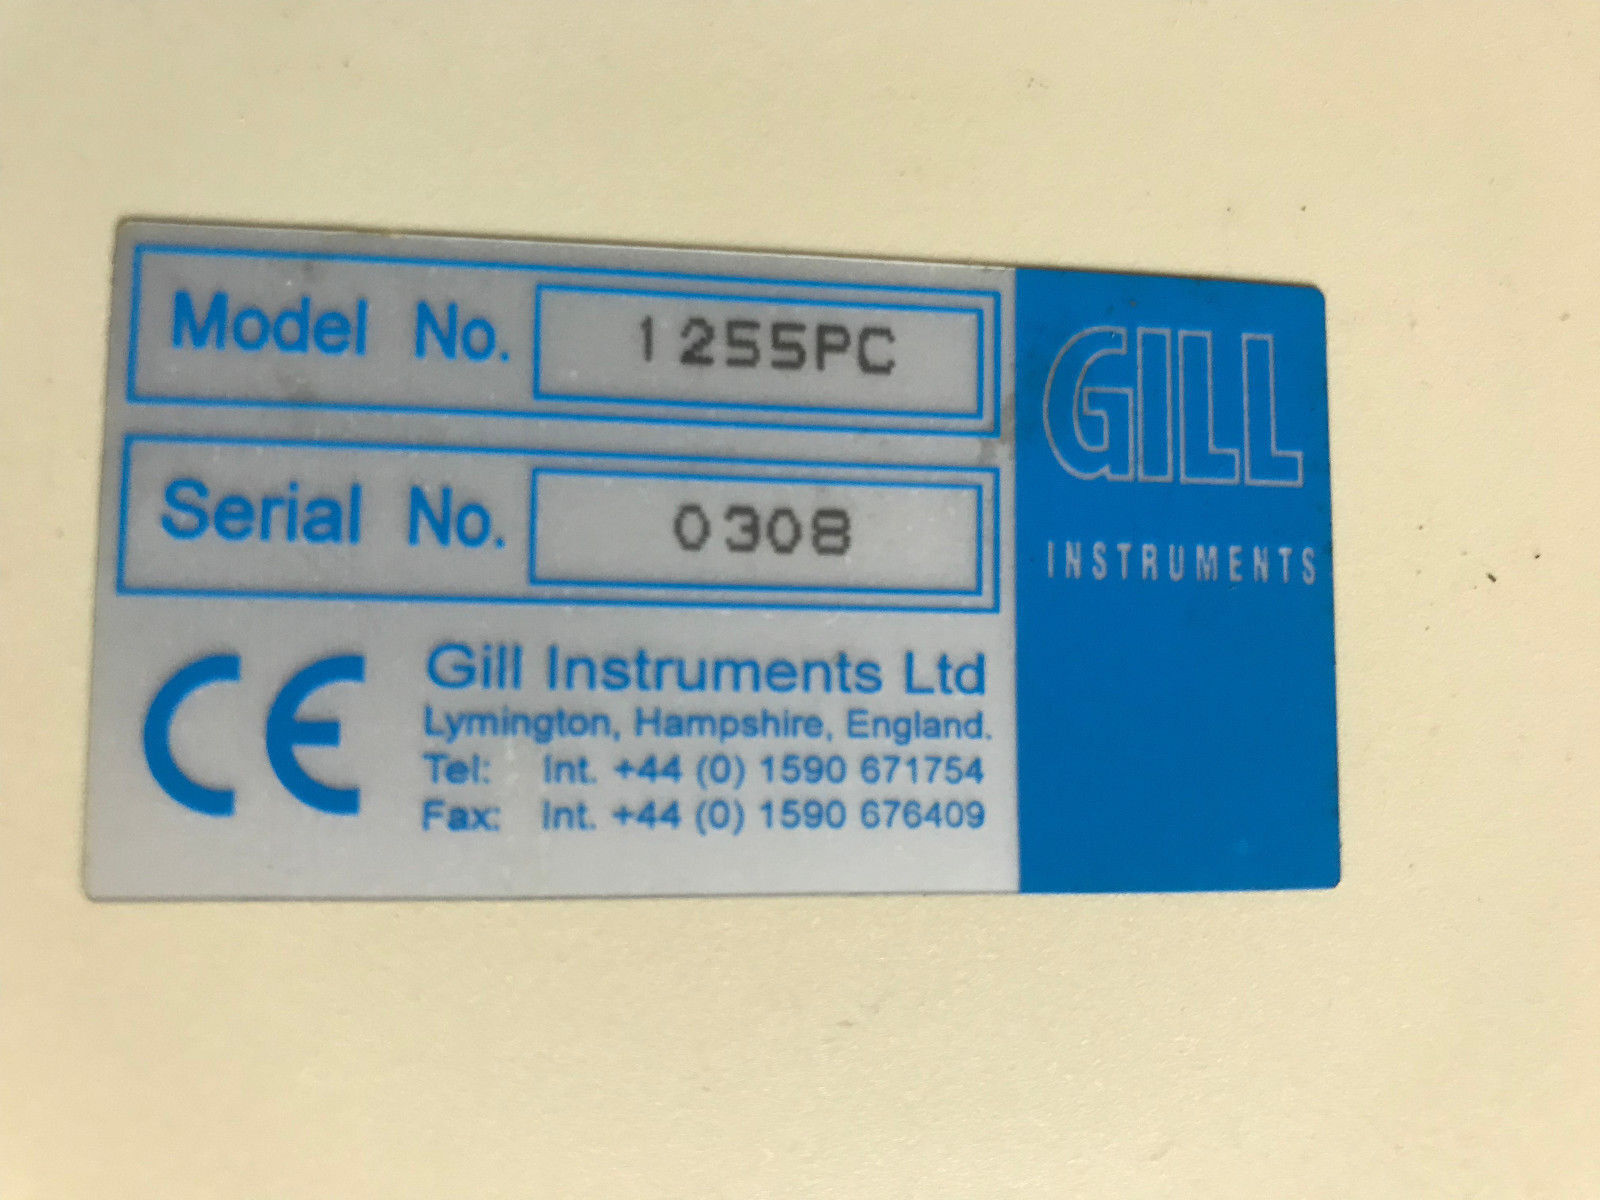 Model No. 1255PC
Serial No. 0308
CE
Gill Instruments Ltd
Lymington, Hampshire, England.
Tel: Int. +44 (0) 1590 671754
Fax: Int. +44 (0) 1590 676409
GILL
INSTRUMENTS